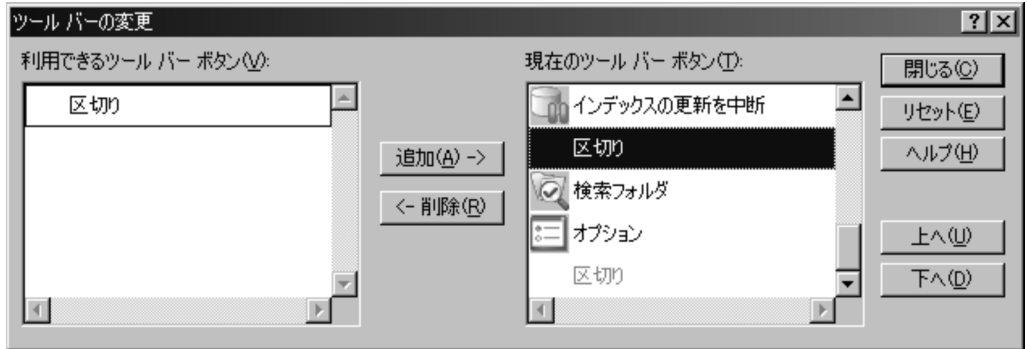 ツール バーの変更
利用できるツール バー ボタン(V):
区切り
追加(A) ->
<- 削除(R)
現在のツール バー ボタン(T):
インデックスの更新を中断
区切り
検索フォルダ
オプション
区切り
閉じる(C)
リセット(E)
ヘルプ(H)
上へ(U)
下へ(D)